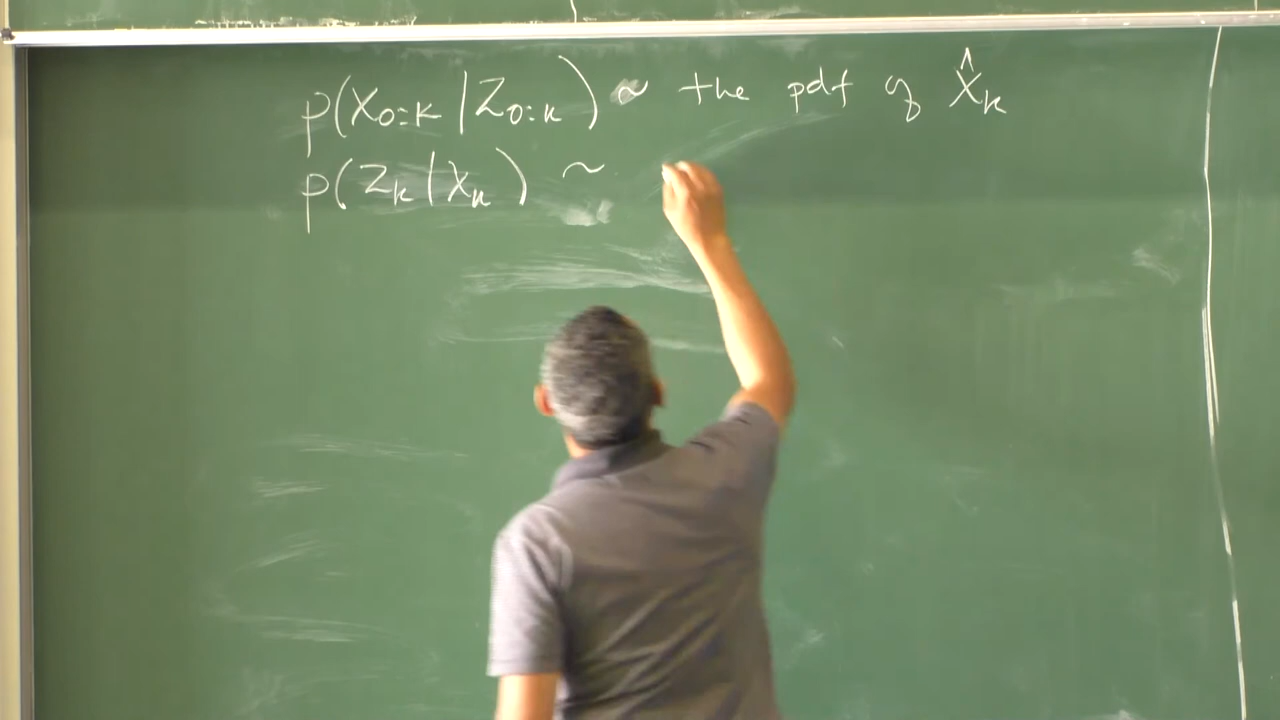 p(x₀:ₖ|z₀:ₖ) ~ the pdf of x̂ₖ
p(zₖ|xₖ) ~